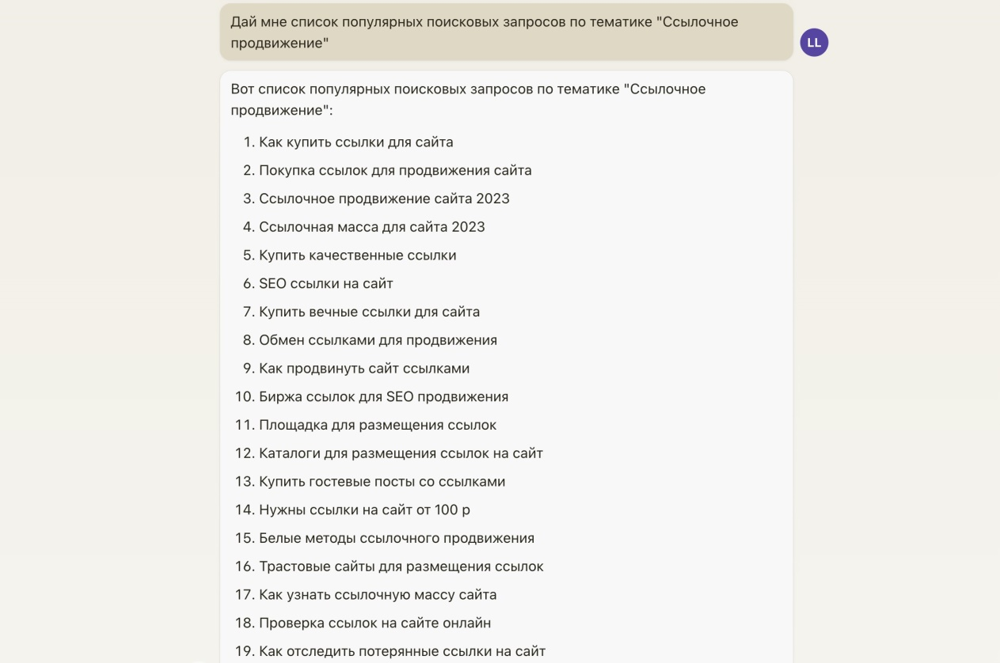 Дай мне список популярных поисковых запросов по тематике "Ссылочное
продвижение"
LL
Вот список популярных поисковых запросов по тематике "Ссылочное
продвижение":
1. Как купить ссылки для сайта
2. Покупка ссылок для продвижения сайта
3. Ссылочное продвижение сайта 2023
4. Ссылочная масса для сайта 2023
5. Купить качественные ссылки
6. SEO ссылки на сайт
7. Купить вечные ссылки для сайта
8. Обмен ссылками для продвижения
9. Как продвинуть сайт ссылками
10. Биржа ссылок для SEO продвижения
11. Площадка для размещения ссылок
12. Каталоги для размещения ссылок на сайт
13. Купить гостевые посты со ссылками
14. Нужны ссылки на сайт от 100 р
15. Белые методы ссылочного продвижения
16. Трастовые сайты для размещения ссылок
17. Как узнать ссылочную массу сайта
18. Проверка ссылок на сайте онлайн
19. Как отследить потерянные ссылки на сайт